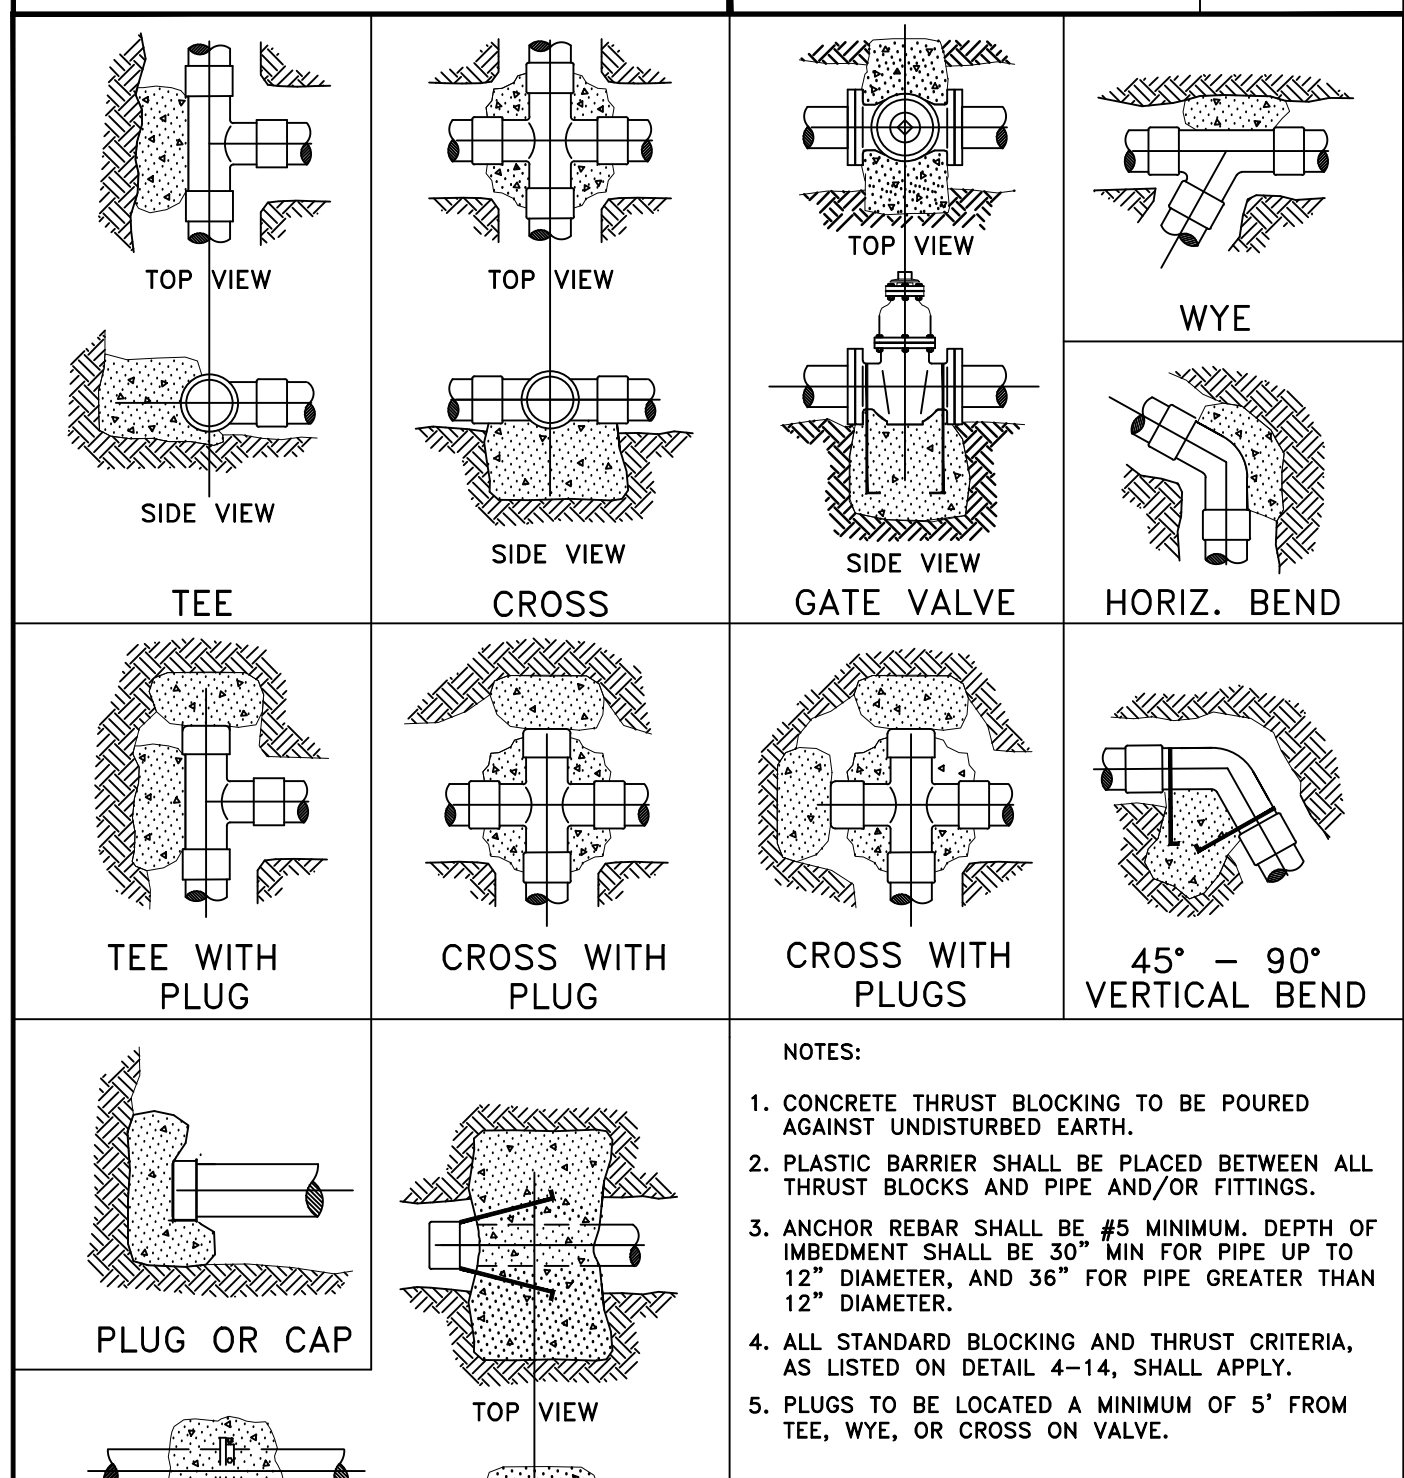 TOP VIEW
SIDE VIEW
TEE
TOP VIEW
SIDE VIEW
CROSS
TOP VIEW
SIDE VIEW
GATE VALVE
WYE
HORIZ. BEND
TEE WITH
PLUG
CROSS WITH
PLUG
CROSS WITH
PLUGS
45° – 90°
VERTICAL BEND
PLUG OR CAP
TOP VIEW
NOTES:
1. CONCRETE THRUST BLOCKING TO BE POURED
AGAINST UNDISTURBED EARTH.
2. PLASTIC BARRIER SHALL BE PLACED BETWEEN ALL
THRUST BLOCKS AND PIPE AND/OR FITTINGS.
3. ANCHOR REBAR SHALL BE #5 MINIMUM. DEPTH OF
IMBEDMENT SHALL BE 30" MIN FOR PIPE UP TO
12" DIAMETER, AND 36" FOR PIPE GREATER THAN
12" DIAMETER.
4. ALL STANDARD BLOCKING AND THRUST CRITERIA,
AS LISTED ON DETAIL 4–14, SHALL APPLY.
5. PLUGS TO BE LOCATED A MINIMUM OF 5' FROM
TEE, WYE, OR CROSS ON VALVE.